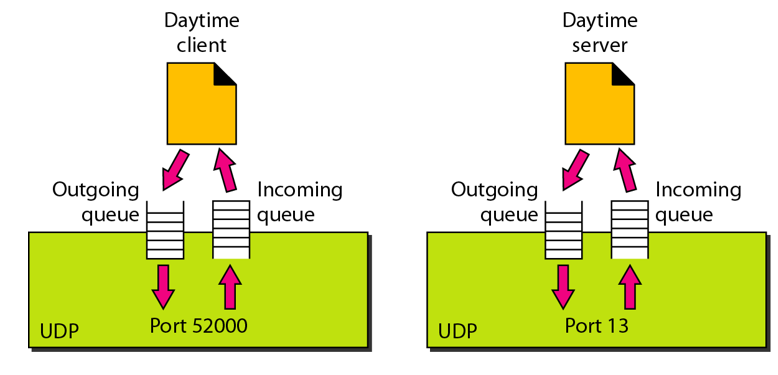 Daytime
client
Outgoing
queue
Incoming
queue
UDP
Port 52000
Daytime
server
Outgoing
queue
Incoming
queue
UDP
Port 13